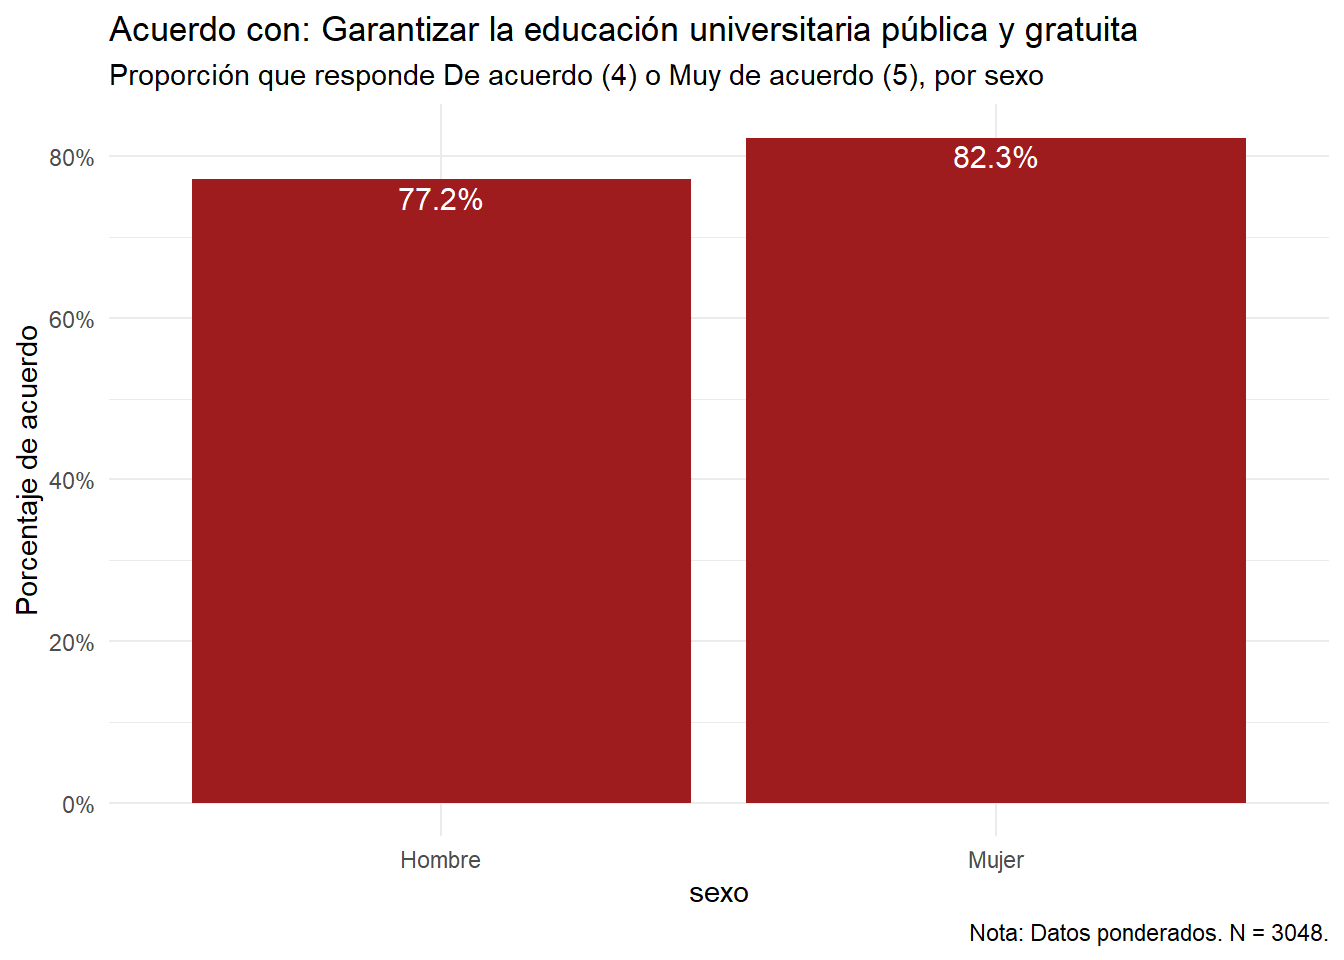 Acuerdo con: Garantizar la educación universitaria pública y gratuita
Proporción que responde De acuerdo (4) o Muy de acuerdo (5), por sexo
Porcentaje de acuerdo
80%
60%
40%
20%
0%
77.2%
82.3%
Hombre
Mujer
sexo
Nota: Datos ponderados. N = 3048.